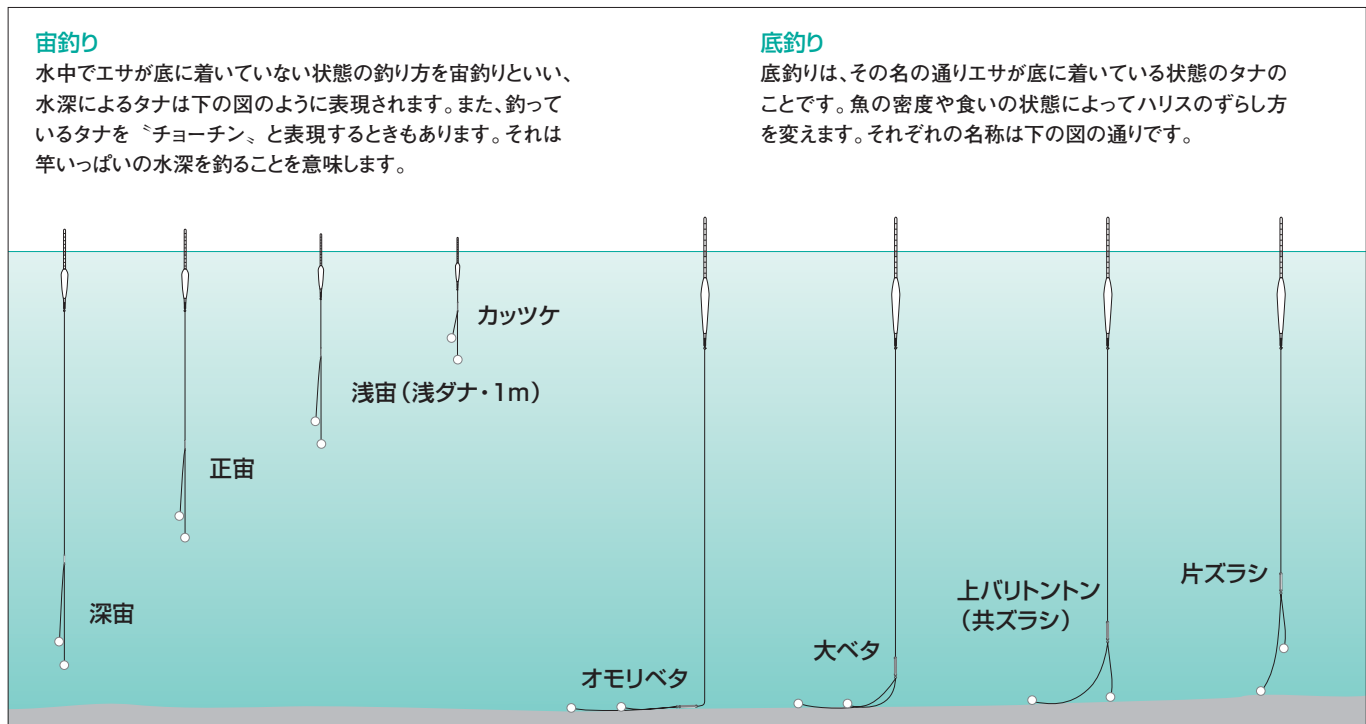 宙釣り
水中でエサが底に着いていない状態の釣り方を宙釣りといい、
水深によるタナは下の図のように表現されます。また、釣って
いるタナを〝チョーチン〟と表現するときもあります。それは
竿いっぱいの水深を釣ることを意味します。
底釣り
底釣りは、その名の通りエサが底に着いている状態のタナの
ことです。魚の密度や食いの状態によってハリスのずらし方
を変えます。それぞれの名称は下の図の通りです。
カッツケ
浅宙(浅ダナ・1m)
正宙
深宙
オモリベタ
大ベタ
上バリトントン
(共ズラシ)
片ズラシ